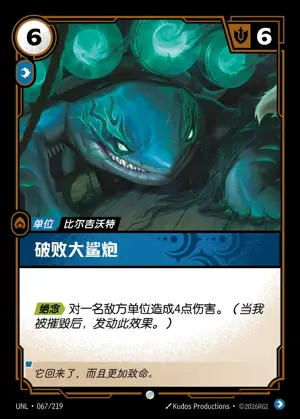 6
6
单位 比尔吉沃特
破败大鲨炮
绝念 对一名敌方单位造成4点伤害。（当我
被摧毁后，发动此效果。）
它回来了，而且更加致命。
UNL • 067/219
Kudos Productions • ©2026RGI